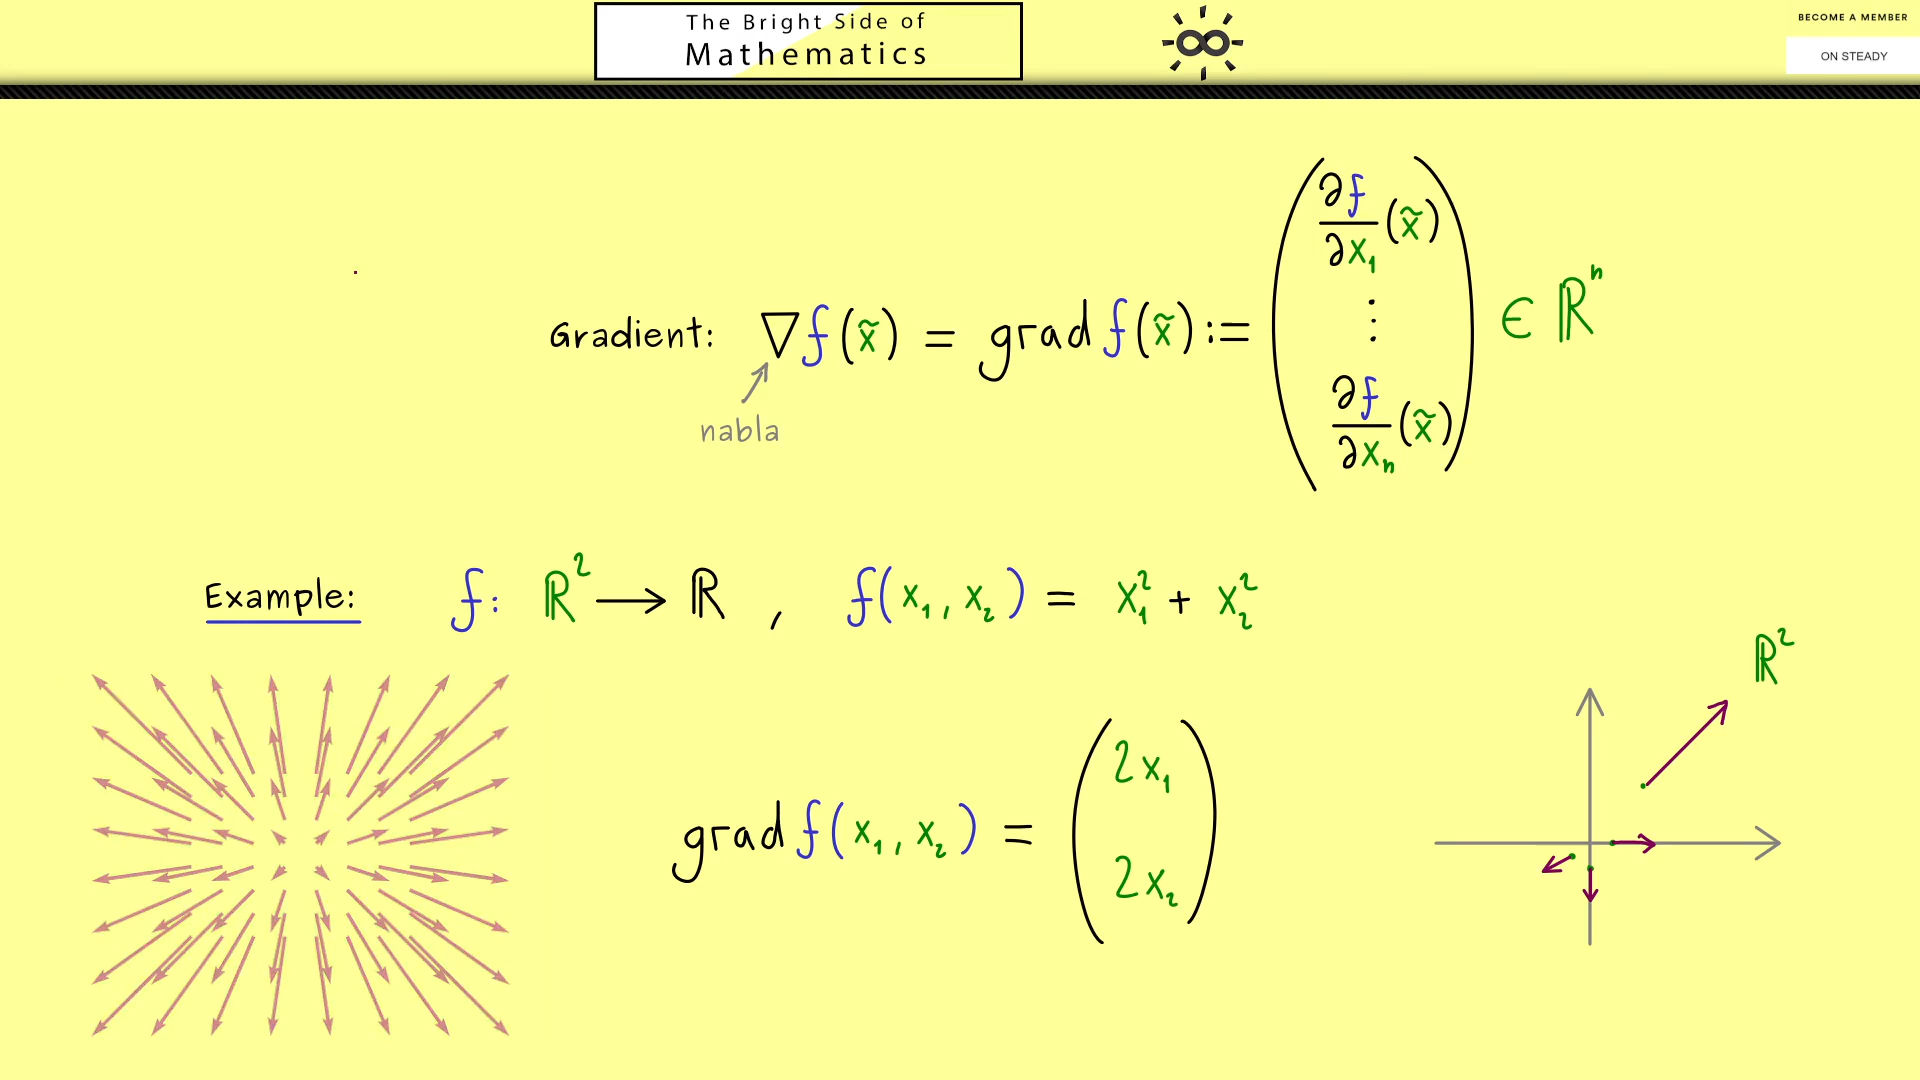 The Bright Side of
Mathematics
BECOME A MEMBER
ON STEADY
Gradient: ∇f(x̃) = grad f(x̃) := (∂f/∂x₁(x̃) ⋮ ∂f/∂xₙ(x̃)) ∈ ℝⁿ
nabla
Example: f: ℝ² → ℝ , f(x₁, x₂) = x₁² + x₂²
ℝ²
grad f(x₁, x₂) = (2x₁ 2x₂)